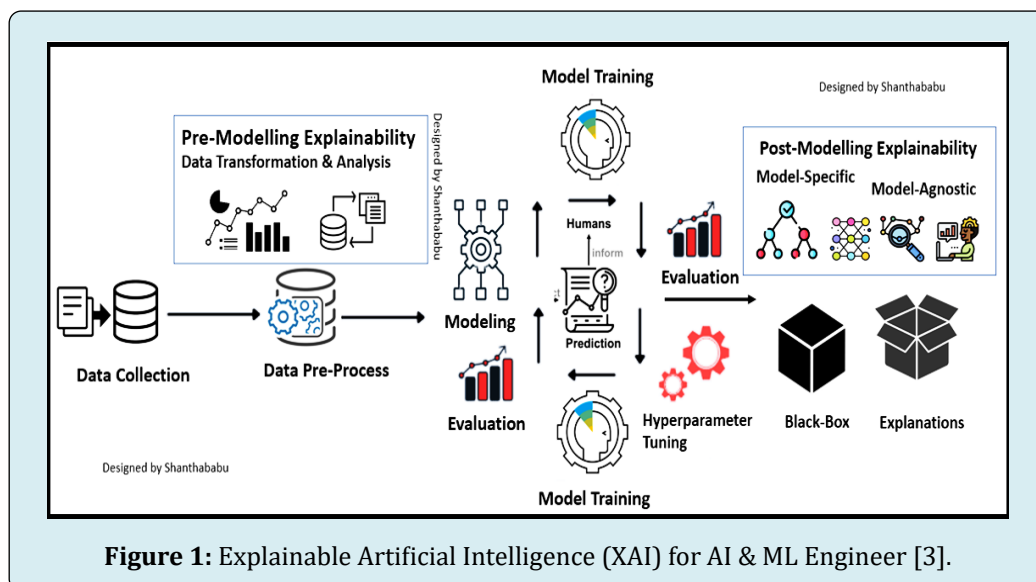 Model Training
Designed by Shanthababu
Pre-Modelling Explainability
Data Transformation & Analysis
Designed by Shanthababu
Post-Modelling Explainability
Model-Specific
Model-Agnostic
Humans
inform
?
Evaluation
Modeling
Prediction
Data Collection
Data Pre-Process
Evaluation
Hyperparameter
Tuning
Black-Box
Explanations
Designed by Shanthababu
Model Training
Figure 1: Explainable Artificial Intelligence (XAI) for AI & ML Engineer [3].